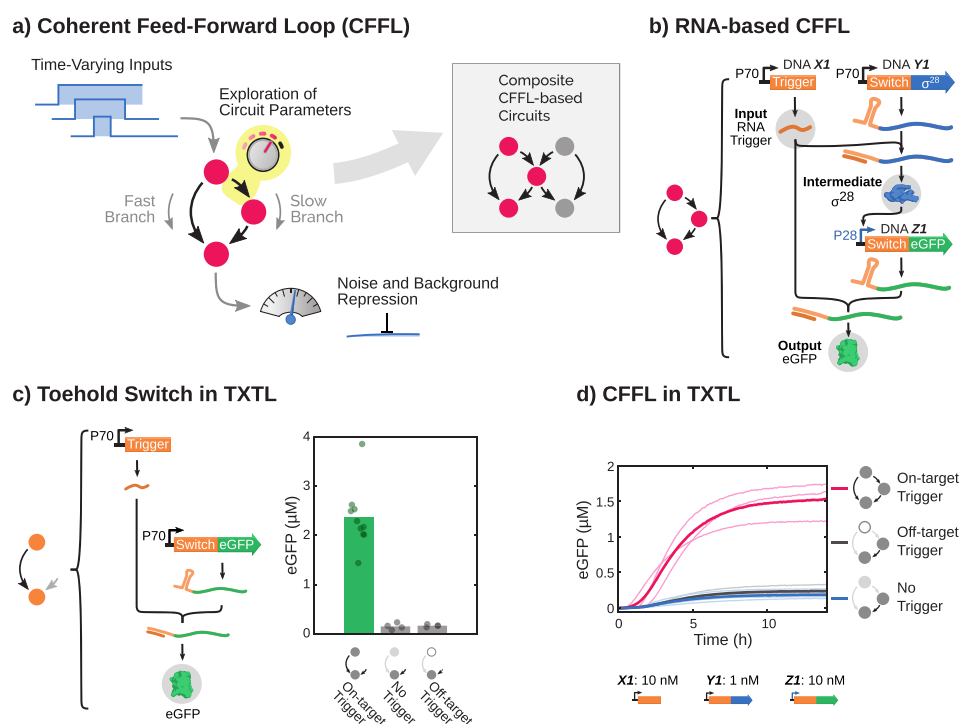 a) Coherent Feed-Forward Loop (CFFL)
Time-Varying Inputs
Exploration of
Circuit Parameters
Fast
Branch
Slow
Branch
Noise and Background
Repression
Composite
CFFL-based
Circuits
b) RNA-based CFFL
P70
DNA X1
Trigger
P70
DNA Y1
Switch
σ28
Input
RNA
Trigger
Intermediate
σ28
P28
DNA Z1
Switch
eGFP
Output
eGFP
c) Toehold Switch in TXTL
P70
Trigger
P70
Switch
eGFP
eGFP
eGFP (µM)
4
3
2
1
0
On-target
Trigger
No
Trigger
Off-target
Trigger
d) CFFL in TXTL
eGFP (µM)
2
1.5
1
0.5
0
0
5
10
Time (h)
On-target
Trigger
Off-target
Trigger
No
Trigger
X1: 10 nM
Y1: 1 nM
Z1: 10 nM